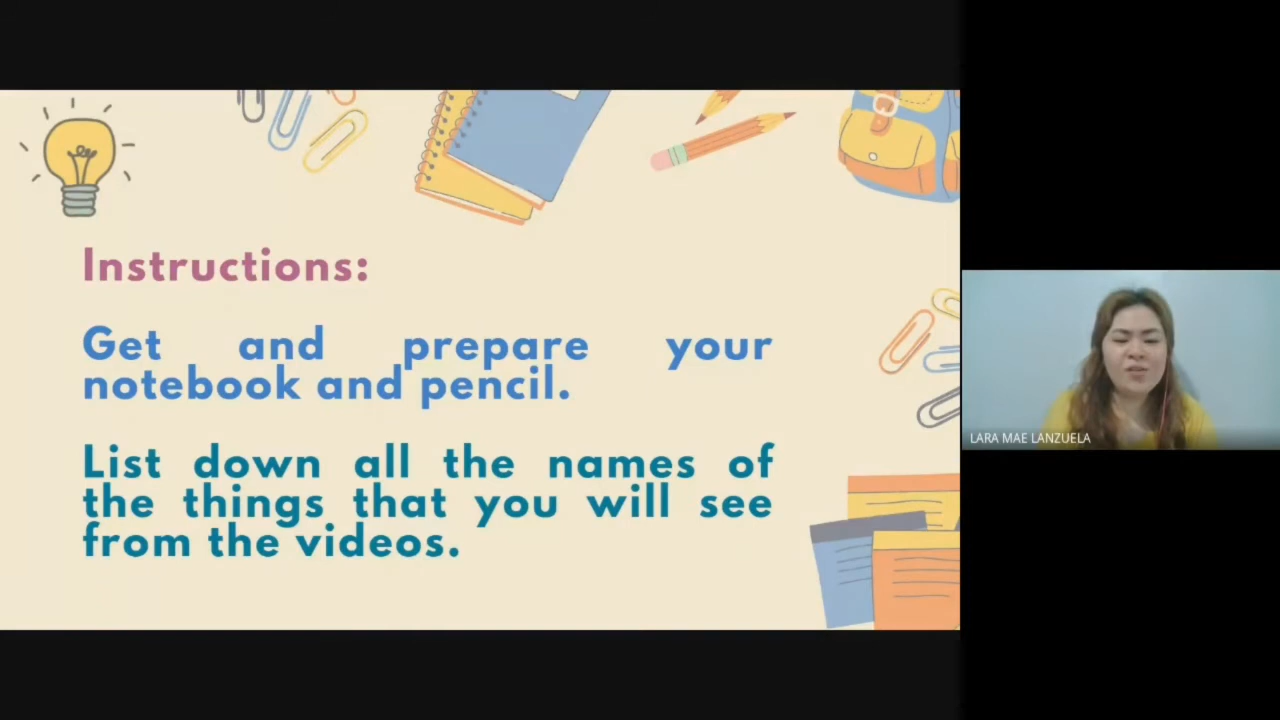 Instructions:
Get and prepare your
notebook and pencil.
List down all the names of
the things that you will see
from the videos.
LARA MAE LANZUELA